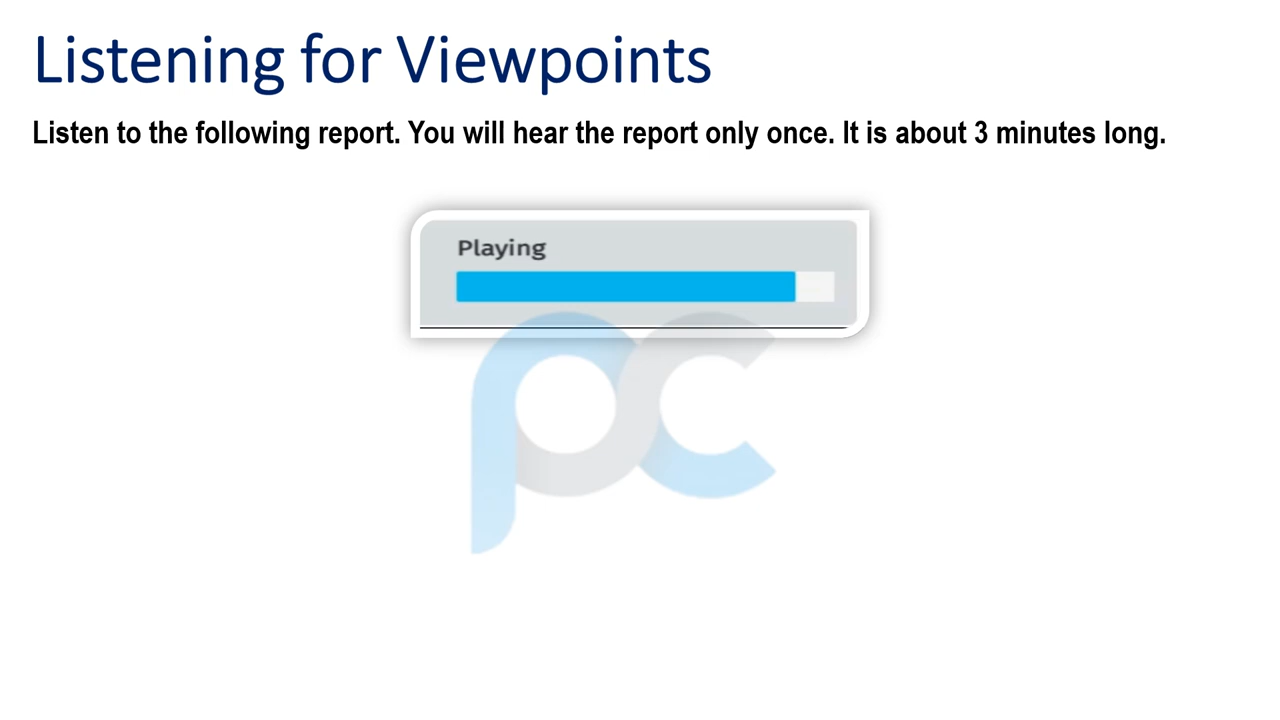 Listening for Viewpoints
Listen to the following report. You will hear the report only once. It is about 3 minutes long.
Playing
pc